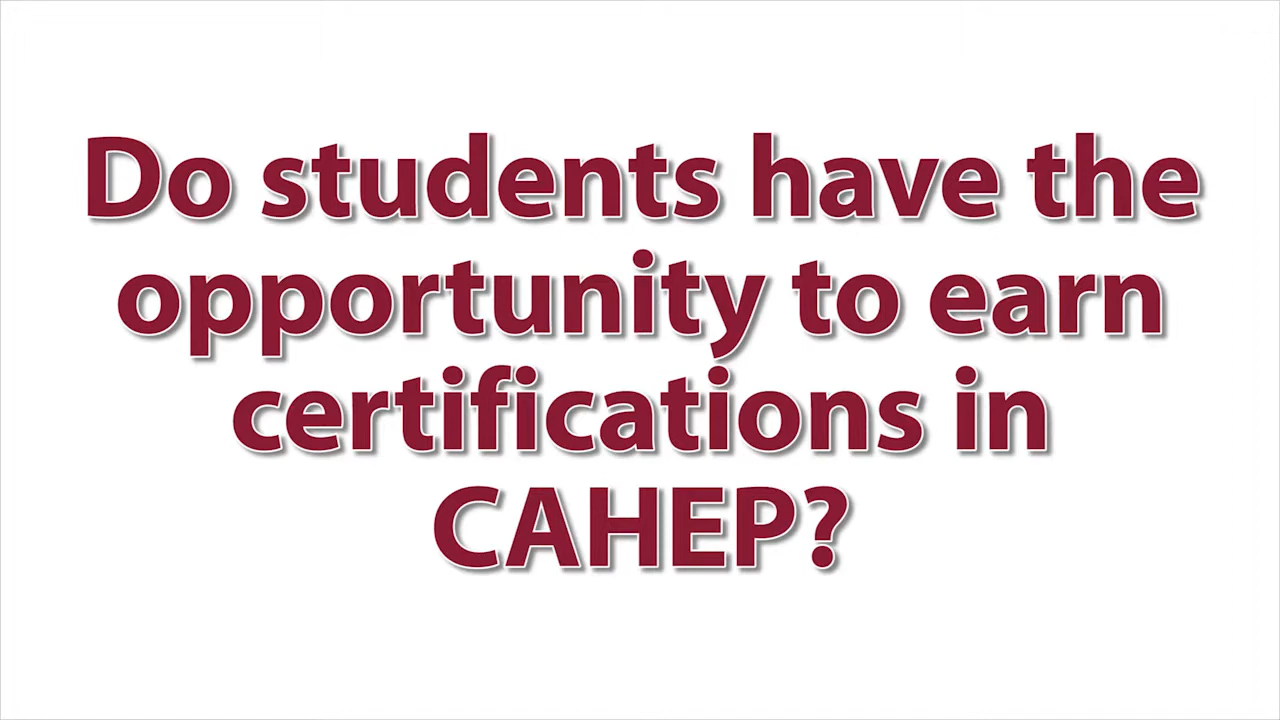 Do students have the
opportunity to earn
certifications in
CAHEP?